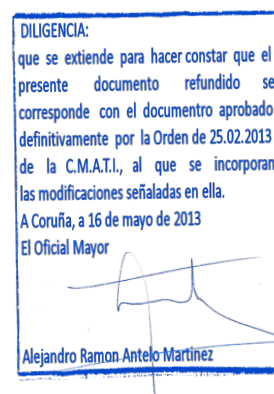 DILIGENCIA:
que se extiende para hacer constar que el
presente documento refundido se
corresponde con el documentro aprobado
definitivamente por la Orden de 25.02.2013
de la C.M.A.T.I., al que se incorporan
las modificaciones señaladas en ella.
A Coruña, a 16 de mayo de 2013
El Oficial Mayor
Alejandro Ramon Antelo Martinez